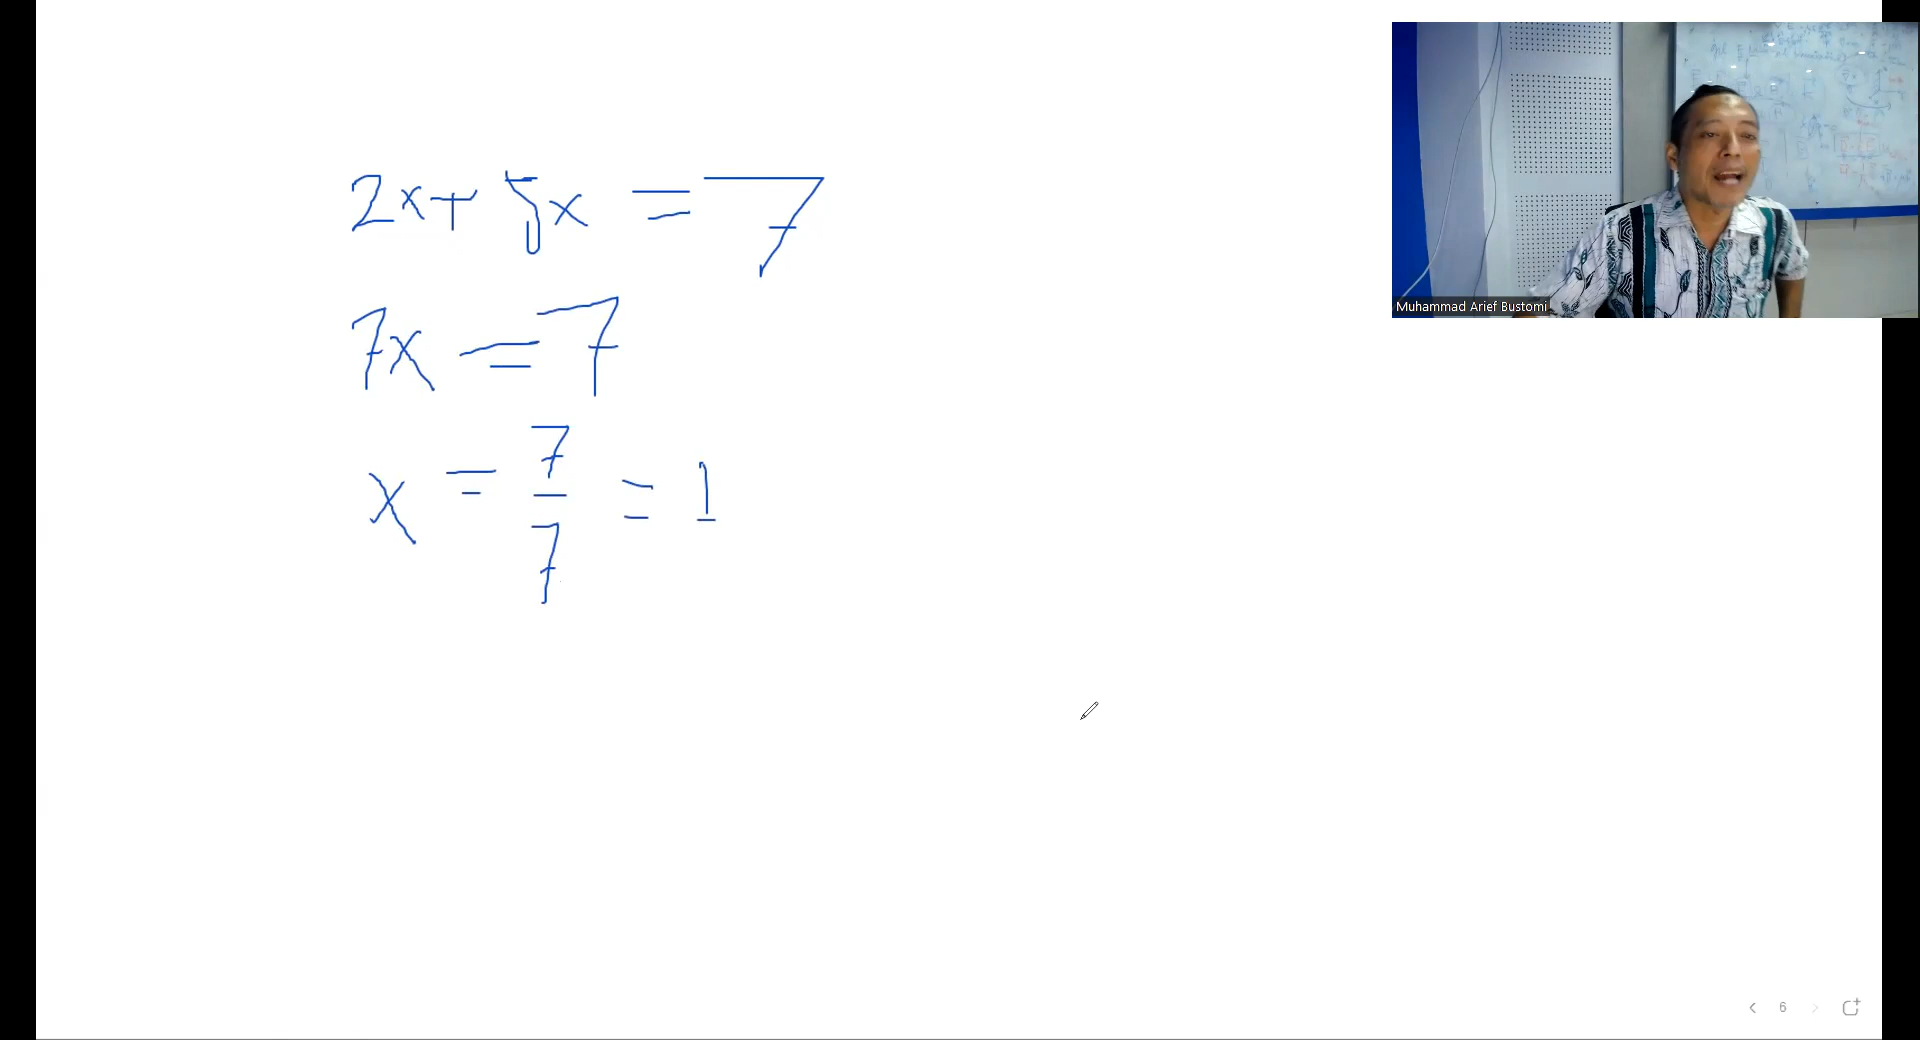 2x + 5x = 7
7x = 7
x = 7/7 = 1
Muhammad Arief Bustomi
6